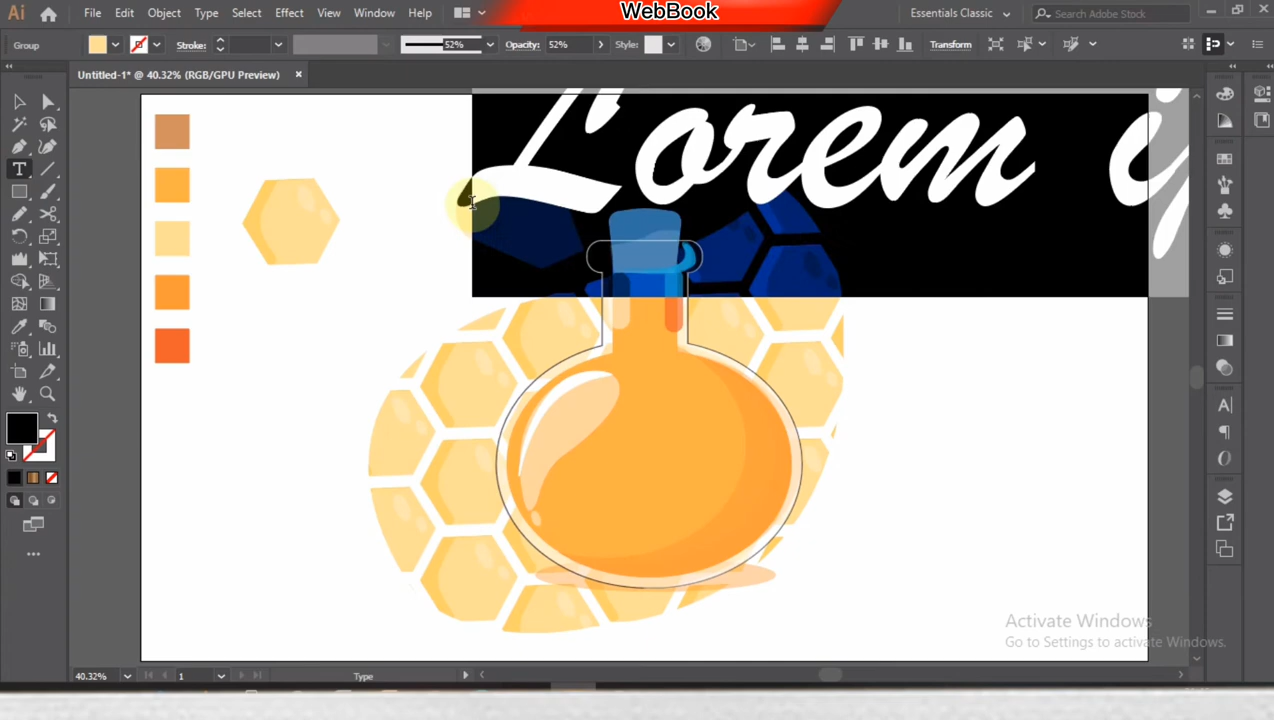 WebBook
Ai File Edit Object Type Select Effect View Window Help Essentials Classic Search Adobe Stock
Group Stroke: 52% Opacity: 52% Style: Transform
Untitled-1* @ 40.32% (RGB/GPU Preview) ×
Lorem
Activate Windows
Go to Settings to activate Windows.
40.32% 1 Type